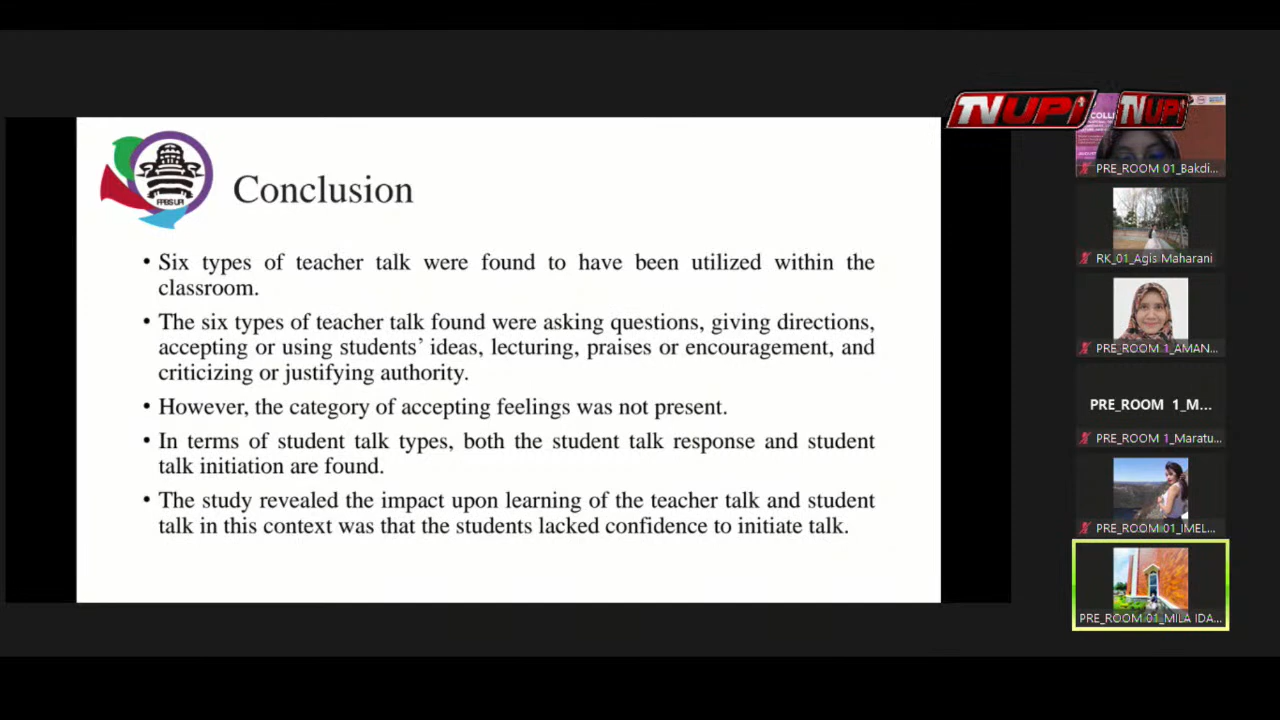 TVUPI TVUPI
COLL
PRE_ROOM 01_Bakdi...
FPBS UPI
Conclusion
RK_01_Agis Maharani
• Six types of teacher talk were found to have been utilized within the
classroom.
• The six types of teacher talk found were asking questions, giving directions,
accepting or using students’ ideas, lecturing, praises or encouragement, and
criticizing or justifying authority.
• However, the category of accepting feelings was not present.
• In terms of student talk types, both the student talk response and student
talk initiation are found.
• The study revealed the impact upon learning of the teacher talk and student
talk in this context was that the students lacked confidence to initiate talk.
PRE_ROOM 1_AMAN...
PRE_ROOM 1_M...
PRE_ROOM 1_Maratu...
PRE_ROOM 01_IMEL...
PRE_ROOM 01_MILA IDA...